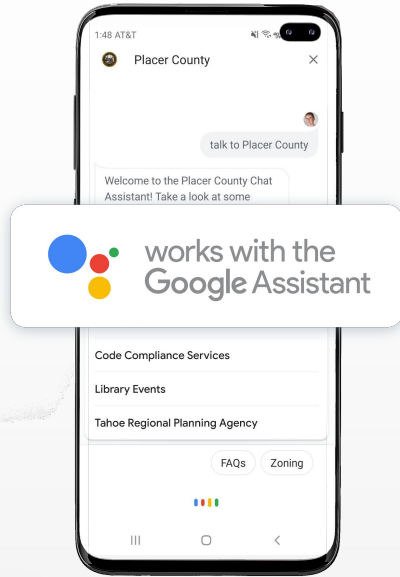 1:48 AT&T
Placer County
talk to Placer County
Welcome to the Placer County Chat
Assistant! Take a look at some
works with the
Google Assistant
Code Compliance Services
Library Events
Tahoe Regional Planning Agency
FAQs
Zoning